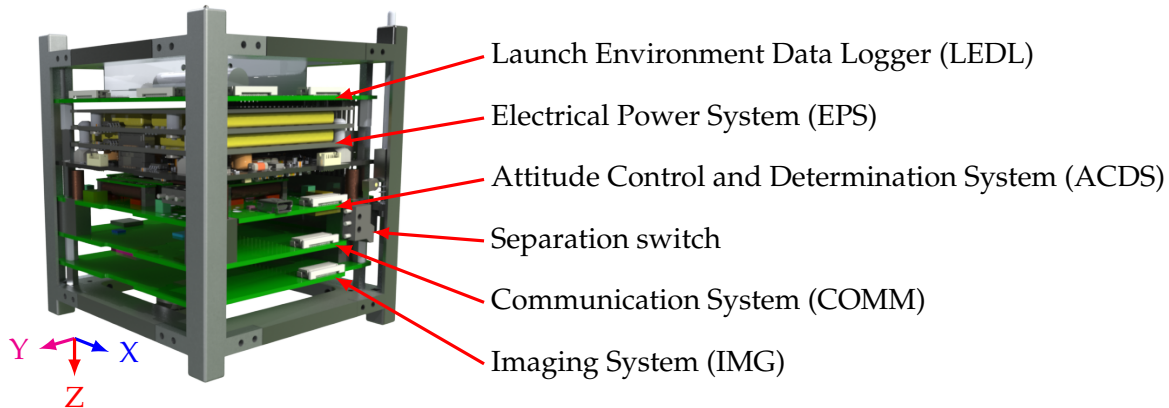 Launch Environment Data Logger (LEDL)
Electrical Power System (EPS)
Attitude Control and Determination System (ACDS)
Separation switch
Communication System (COMM)
Imaging System (IMG)
Y
X
Z